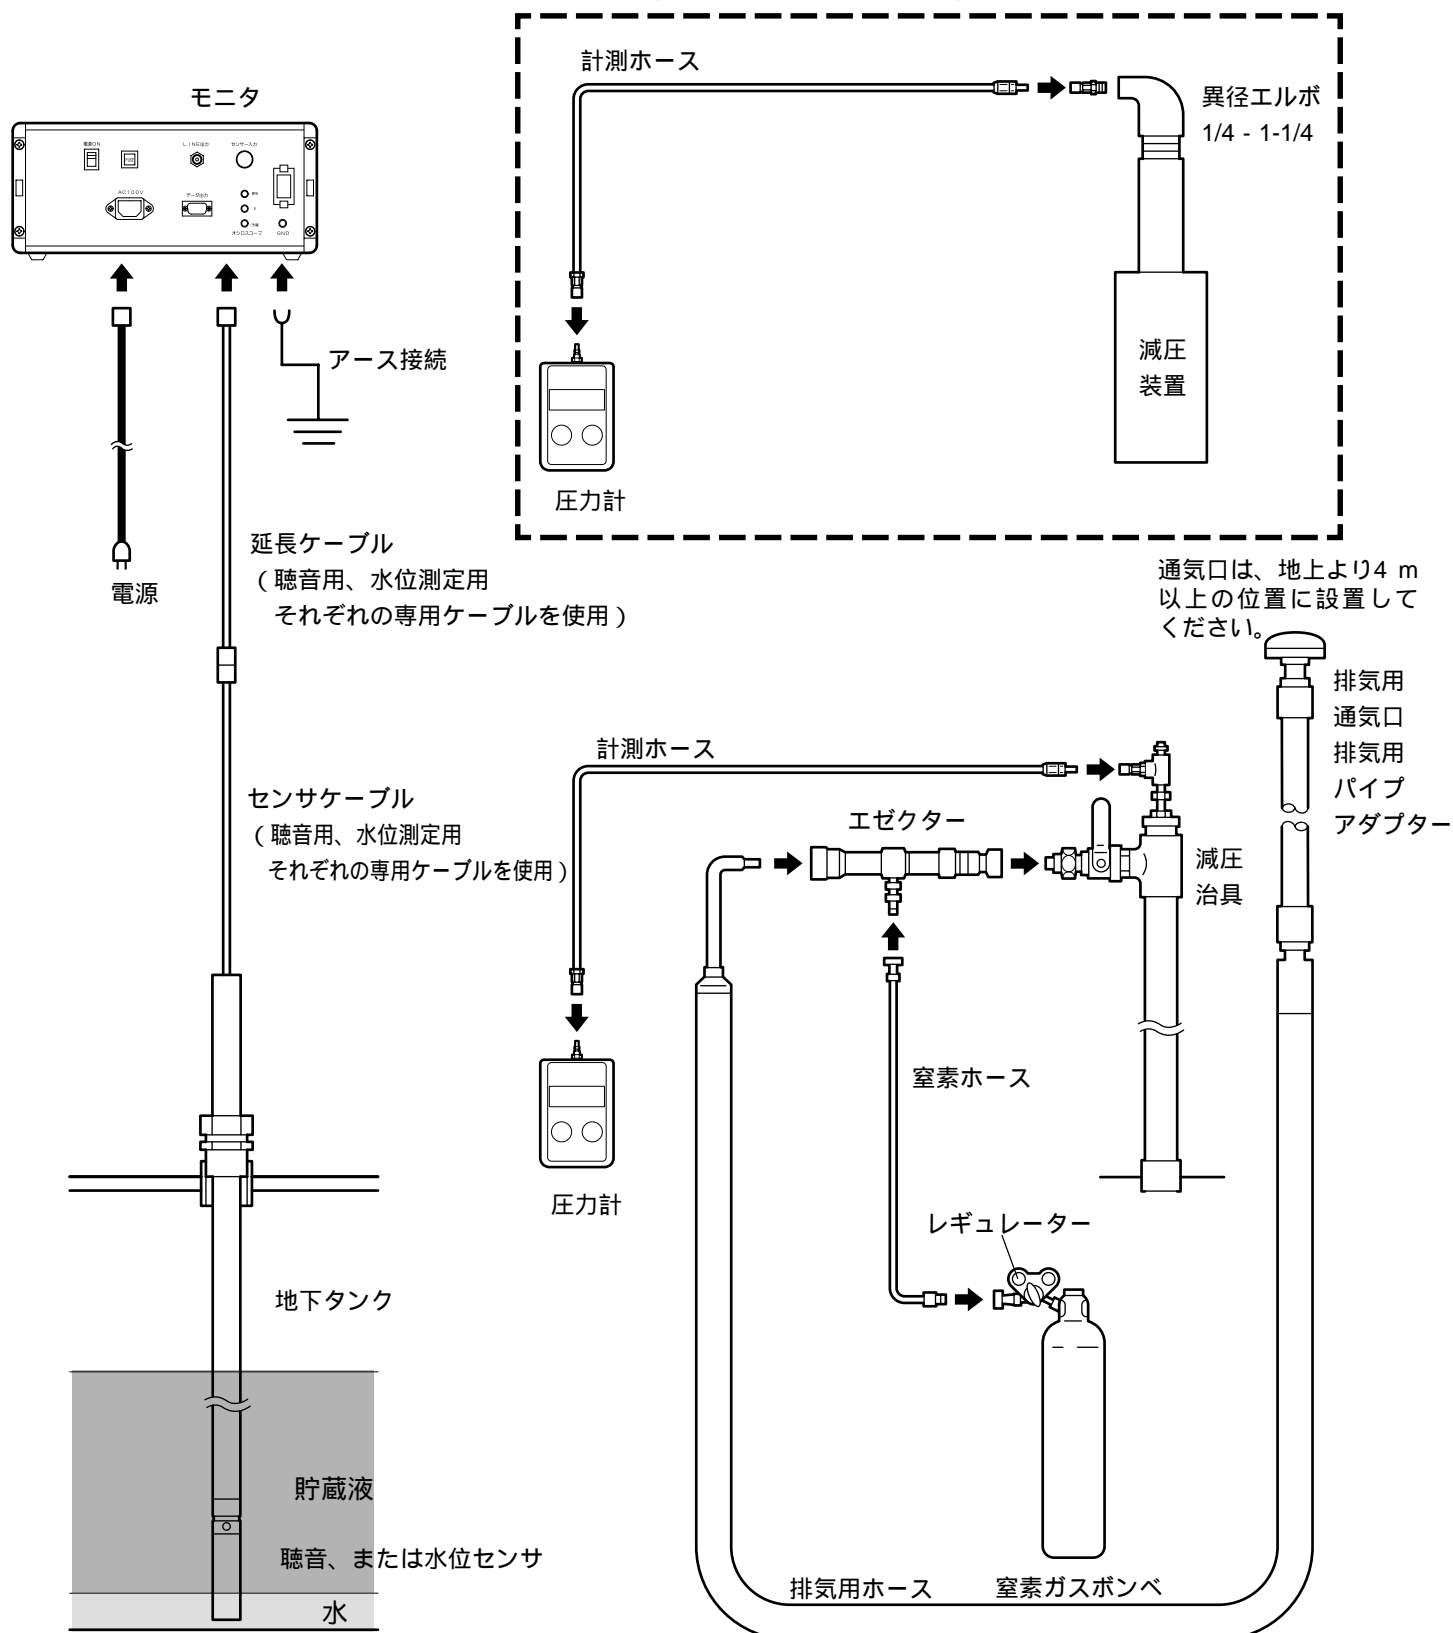 計測ホース
異径エルボ
1/4 - 1-1/4
減圧
装置
圧力計
モニタ
電源ON
LINE出力
センサー入力
AC100V
データ出力
オシロスコープ
GND
アース接続
電源
延長ケーブル
(聴音用、水位測定用
それぞれの専用ケーブルを使用)
センサケーブル
(聴音用、水位測定用
それぞれの専用ケーブルを使用)
地下タンク
貯蔵液
聴音、または水位センサ
水
通気口は、地上より4 m
以上の位置に設置して
ください。
排気用
通気口
排気用
パイプ
アダプター
計測ホース
エゼクター
減圧
治具
窒素ホース
圧力計
レギュレーター
排気用ホース
窒素ガスボンベ